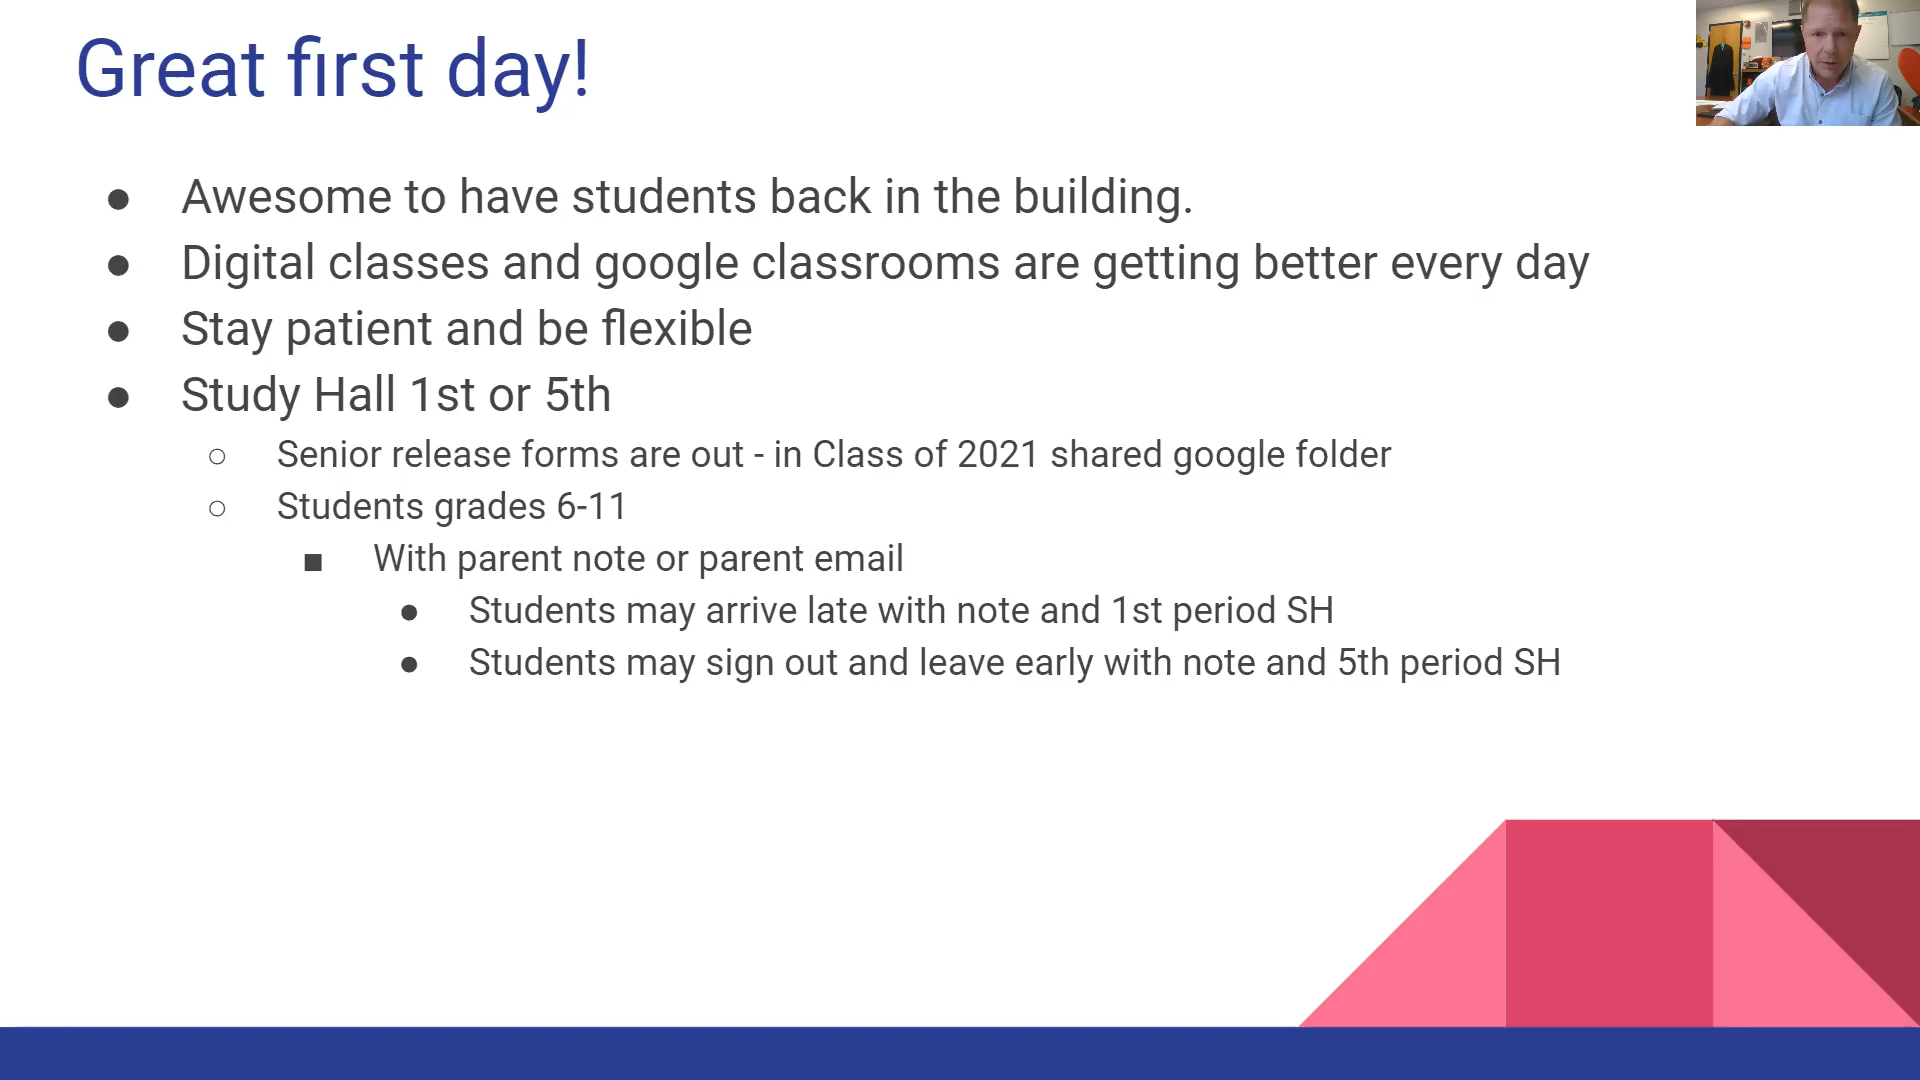 Great first day!
● Awesome to have students back in the building.
● Digital classes and google classrooms are getting better every day
● Stay patient and be flexible
● Study Hall 1st or 5th
○ Senior release forms are out - in Class of 2021 shared google folder
○ Students grades 6-11
■ With parent note or parent email
● Students may arrive late with note and 1st period SH
● Students may sign out and leave early with note and 5th period SH